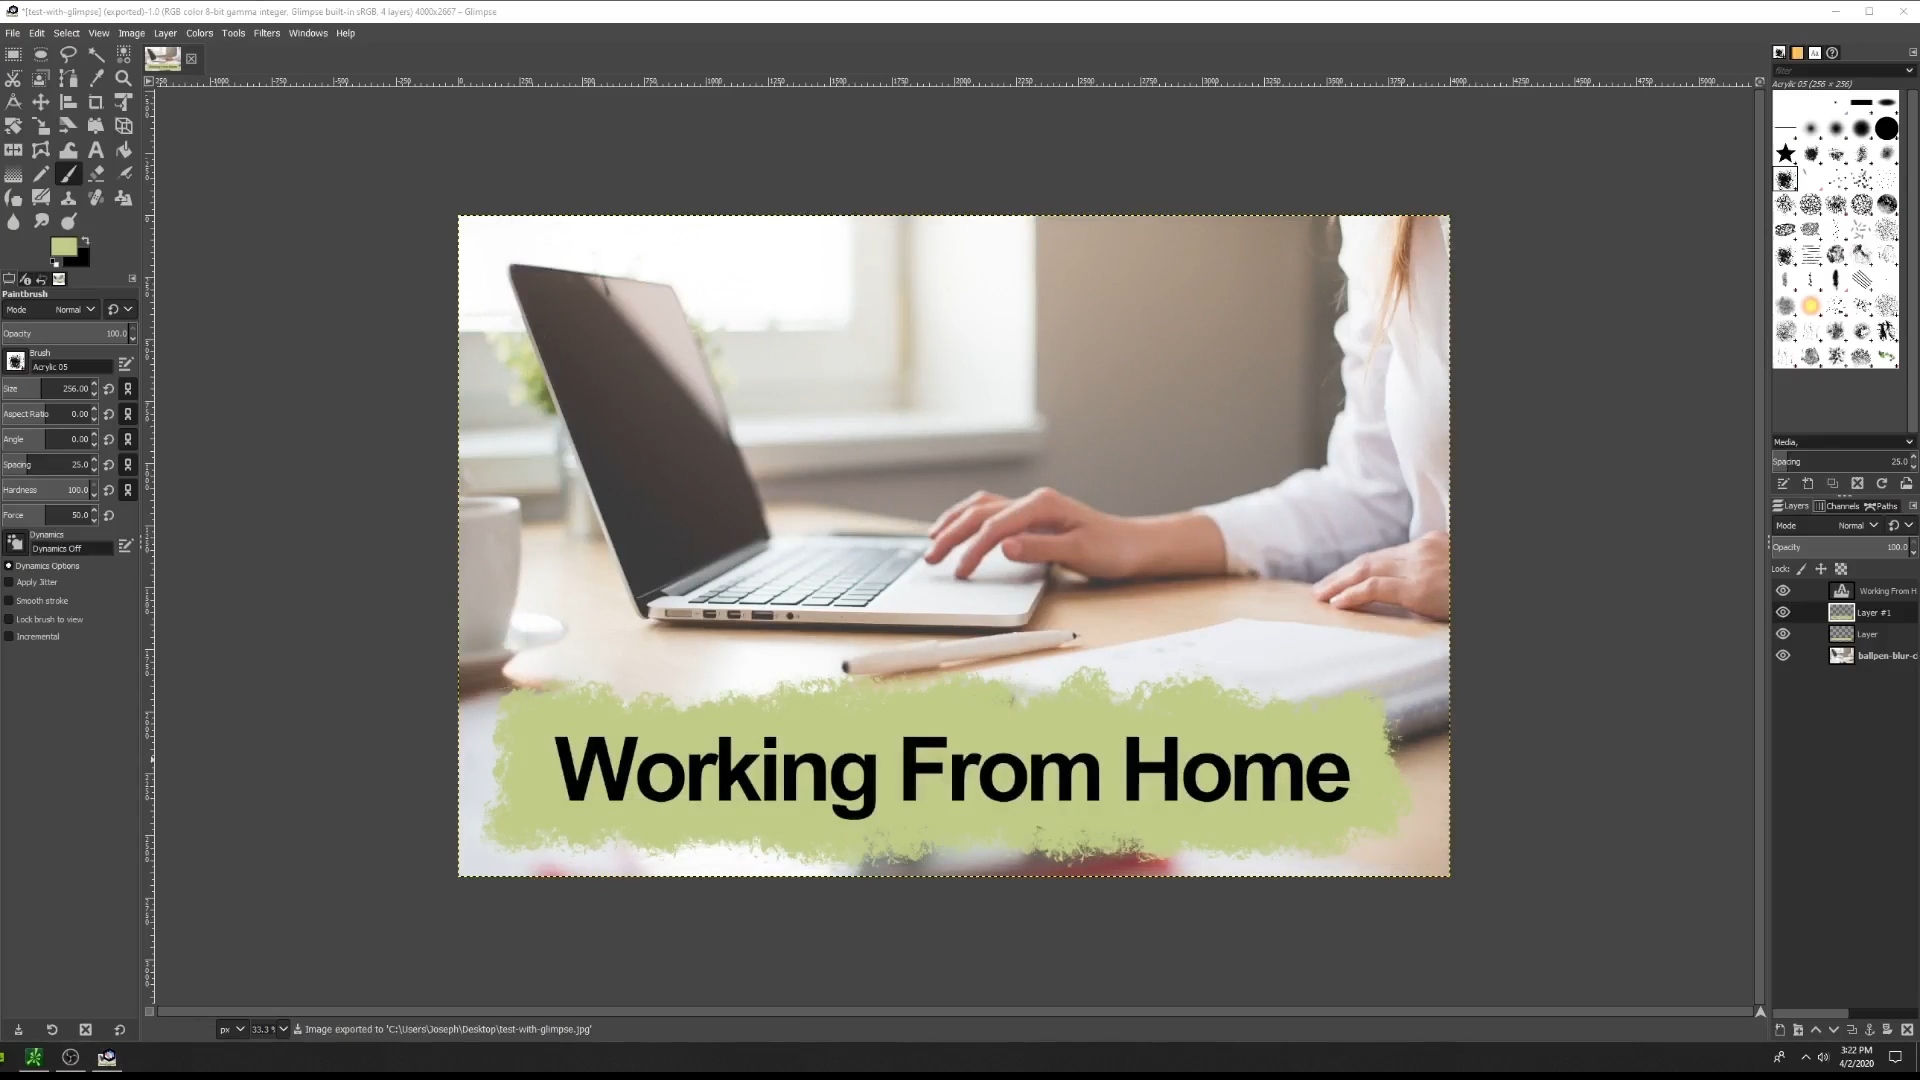 *[test-with-glimpse] (exported)-1.0 (RGB color 8-bit gamma integer, Glimpse built-in sRGB, 4 layers) 4000x2667 – Glimpse
File Edit Select View Image Layer Colors Tools Filters Windows Help
Paintbrush
Mode Normal
Opacity 100.0
Brush
Acrylic 05
Size 256.00
Aspect Ratio 0.00
Angle 0.00
Spacing 25.0
Hardness 100.0
Force 50.0
Dynamics
Dynamics Off
Dynamics Options
Apply Jitter
Smooth stroke
Lock brush to view
Incremental
Working From Home
px 33.3 % Image exported to 'C:\Users\Joseph\Desktop\test-with-glimpse.jpg'
filter
Acrylic 05 (256 × 256)
Media,
Spacing 25.0
Layers Channels Paths
Mode Normal
Opacity 100.0
Lock:
Working From H
Layer #1
Layer
ballpen-blur-c
3:22 PM
4/2/2020